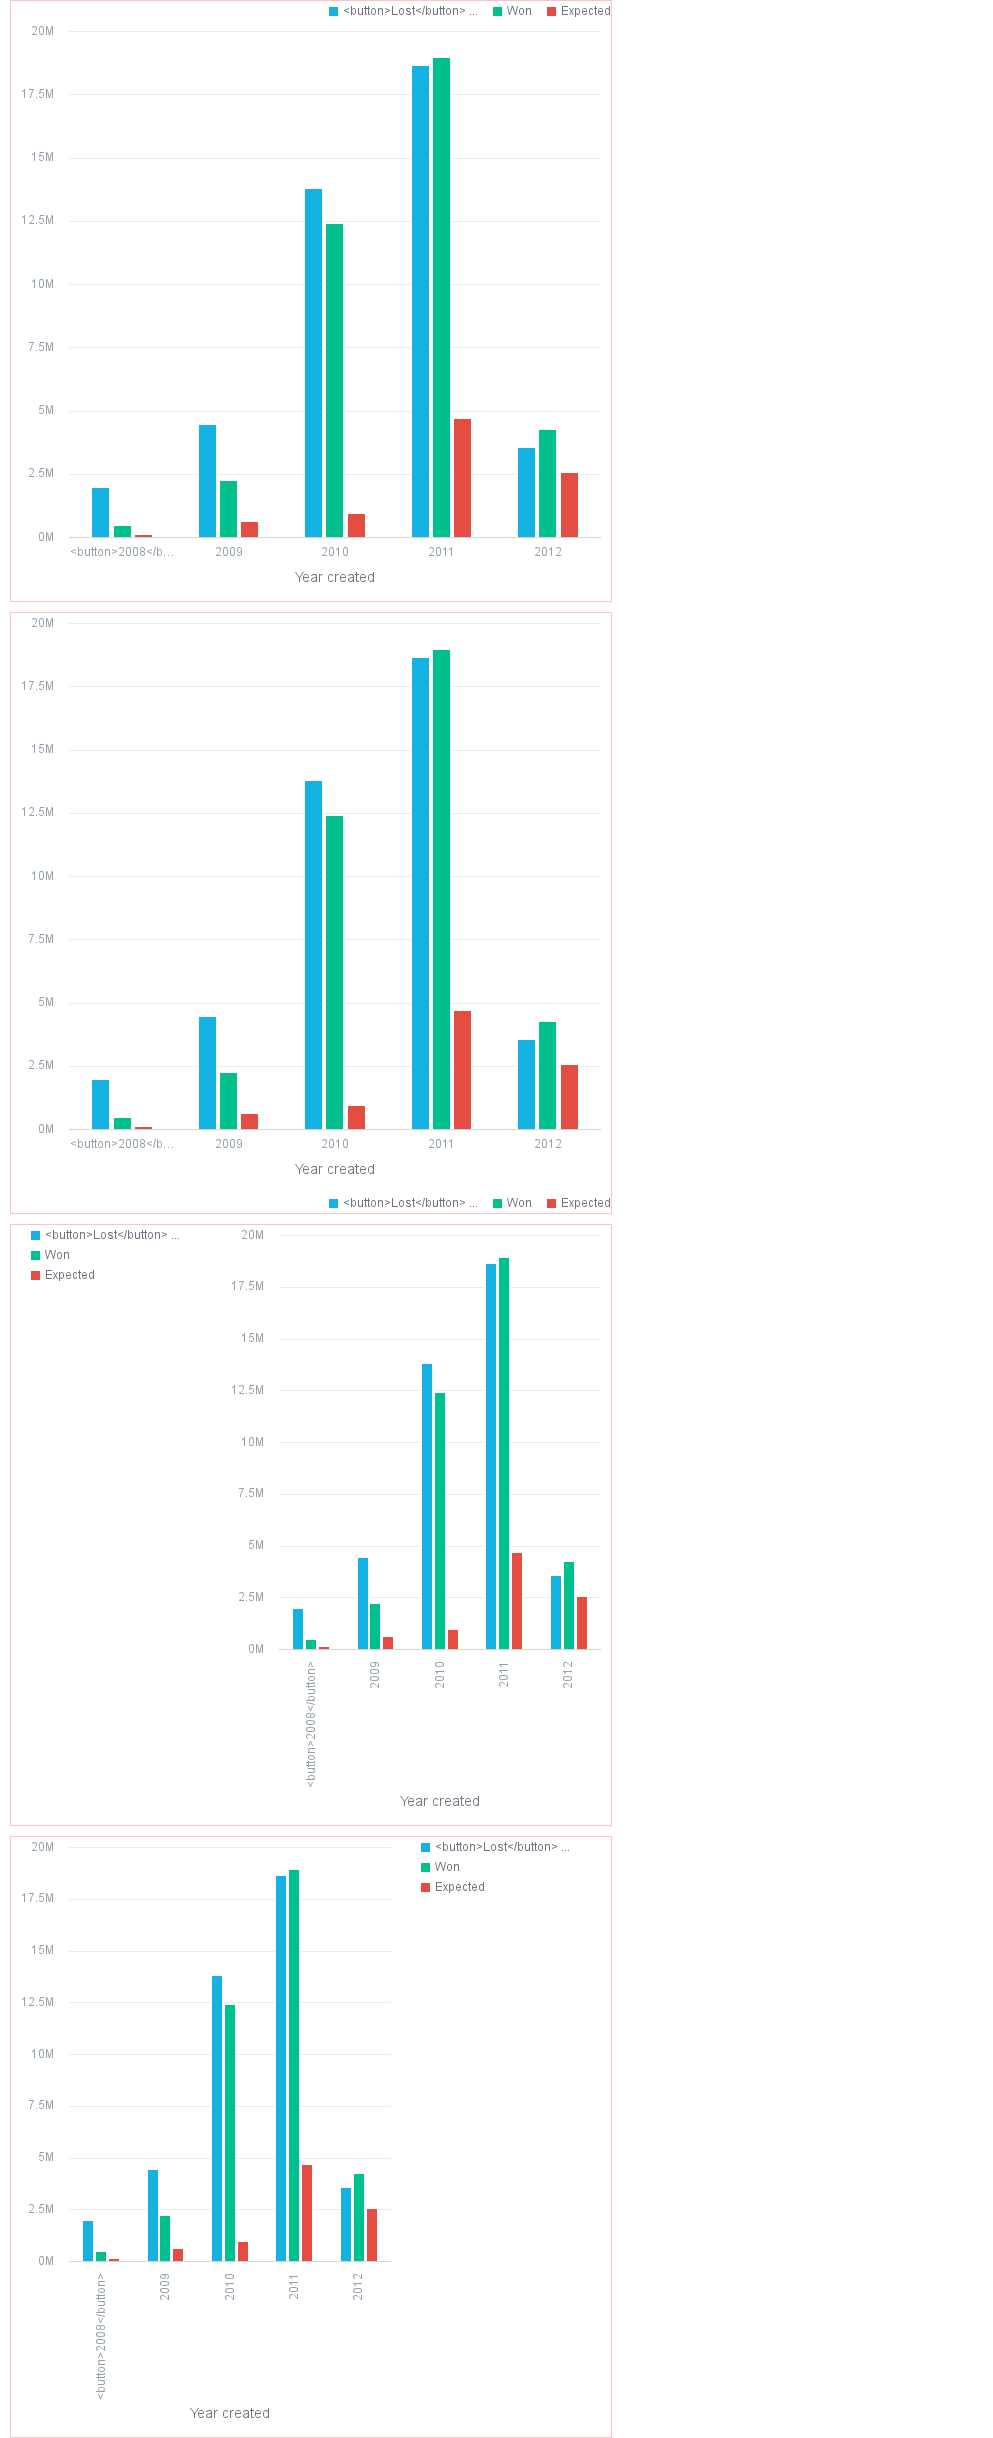 <button>Lost</button> ... Won Expected
20M
17.5M
15M
12.5M
10M
7.5M
5M
2.5M
0M
<button>2008</b... 2009 2010 2011 2012
Year created
20M
17.5M
15M
12.5M
10M
7.5M
5M
2.5M
0M
<button>2008</b... 2009 2010 2011 2012
Year created
<button>Lost</button> ... Won Expected
<button>Lost</button> ...
Won
Expected
20M
17.5M
15M
12.5M
10M
7.5M
5M
2.5M
0M
<button>2008</button> 2009 2010 2011 2012
Year created
20M
17.5M
15M
12.5M
10M
7.5M
5M
2.5M
0M
<button>2008</button> 2009 2010 2011 2012
Year created
<button>Lost</button> ...
Won
Expected